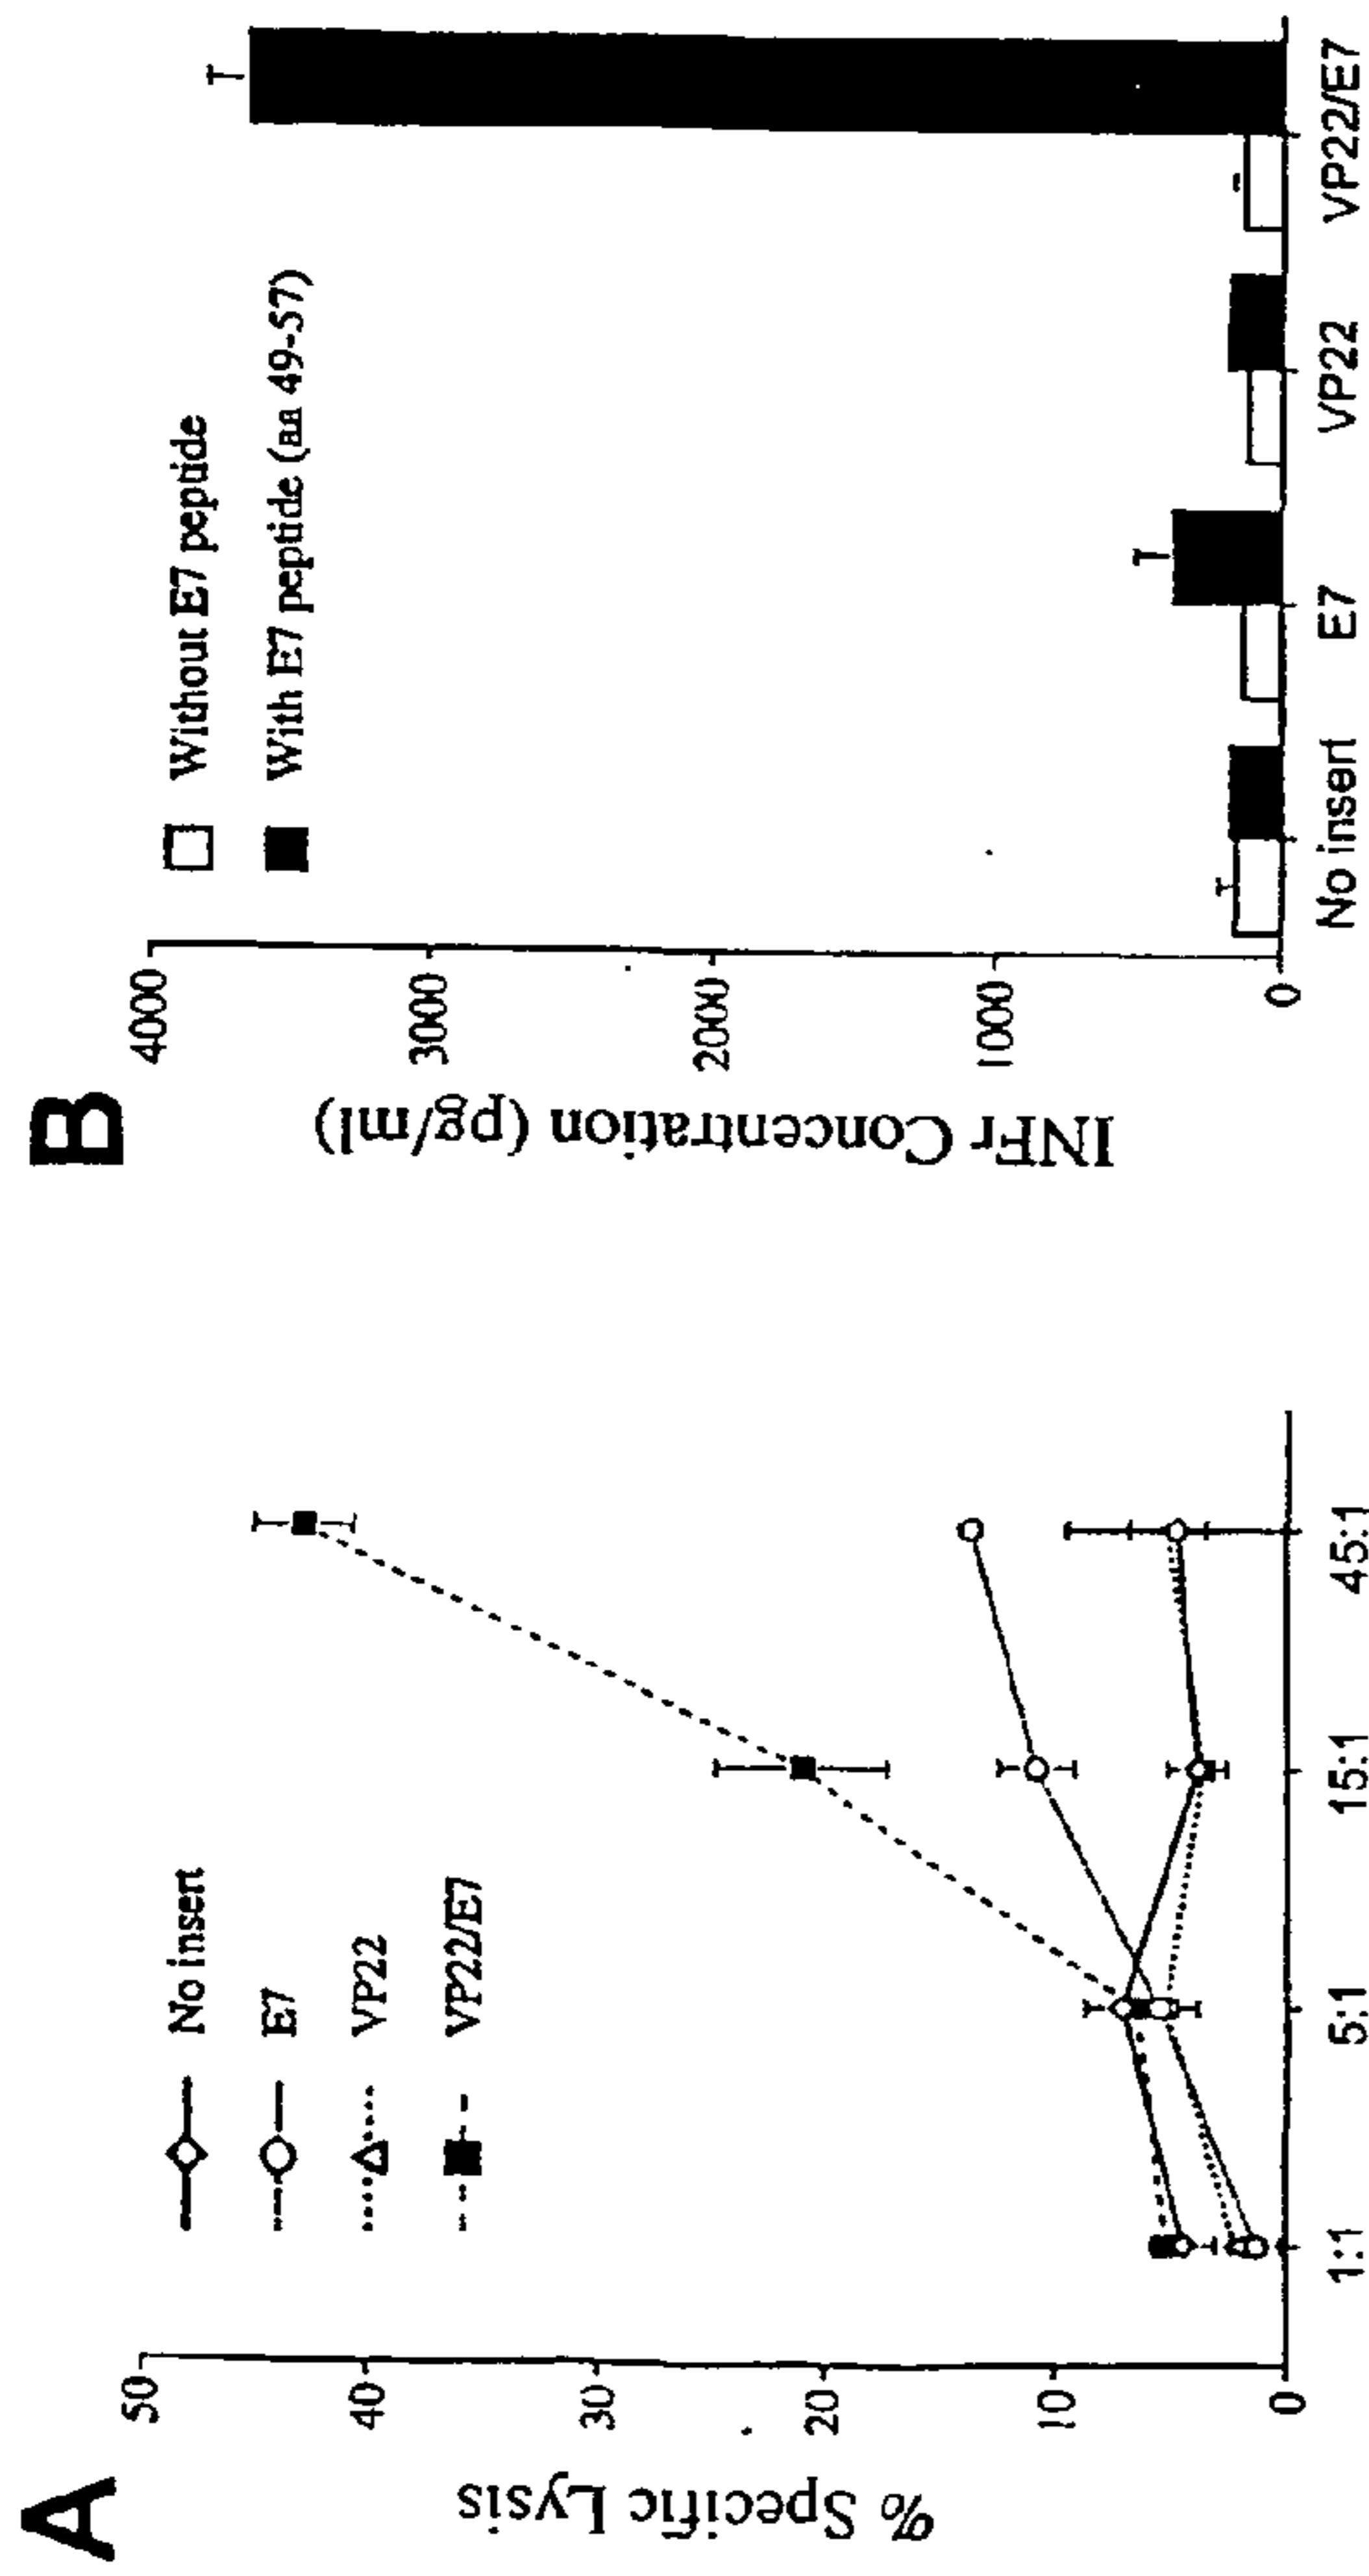 A
% Specific Lysis
50
40
30
20
10
0
No insert
E7
VP22
VP22/E7
1:1
5:1
15:1
45:1
B
INFr Concentration (pg/ml)
4000
3000
2000
1000
0
Without E7 peptide
With E7 peptide (aa 49-57)
No insert
E7
VP22
VP22/E7